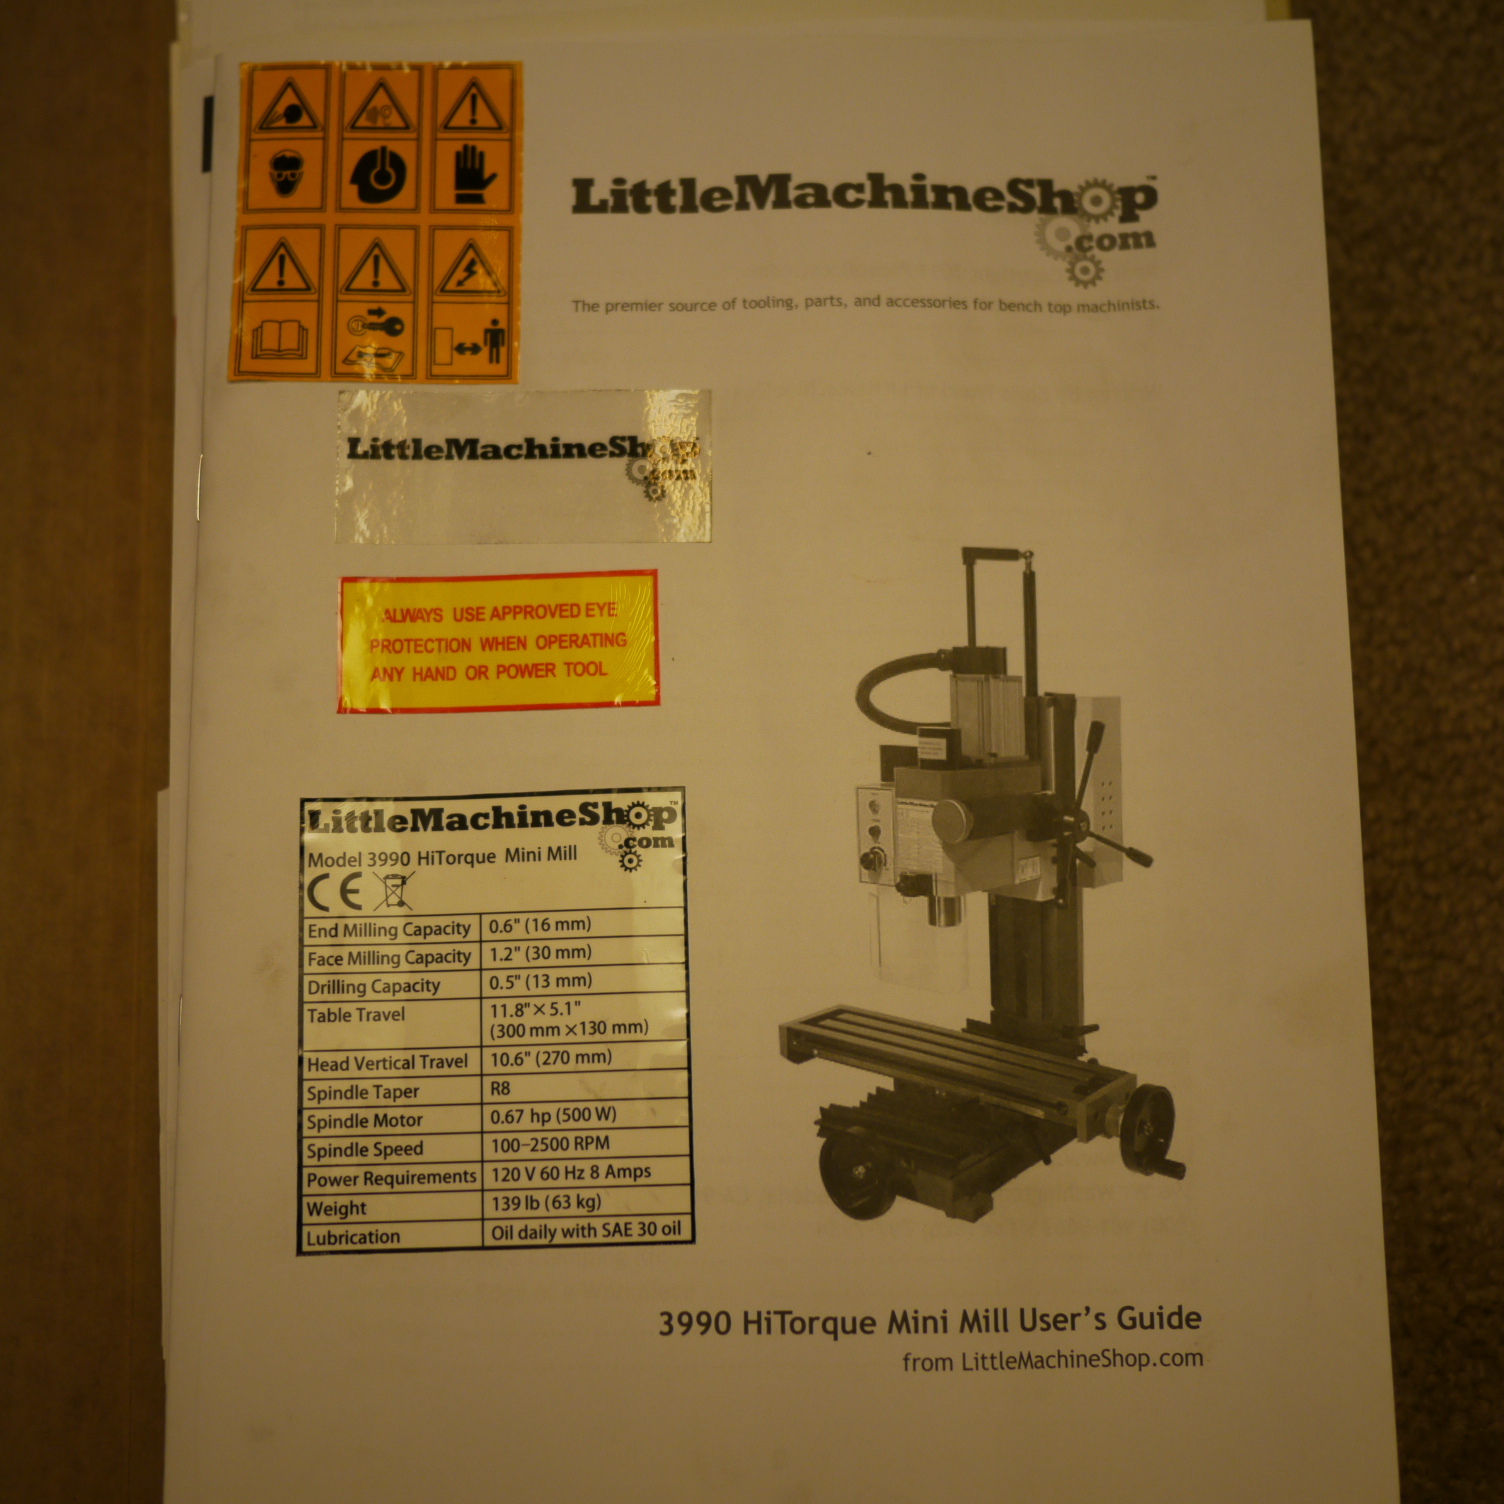 LittleMachineShop
.com
The premier source of tooling, parts, and accessories for bench top machinists.
LittleMachineShop
.com
ALWAYS USE APPROVED EYE
PROTECTION WHEN OPERATING
ANY HAND OR POWER TOOL
LittleMachineShop™
.com
Model 3990 HiTorque Mini Mill
CE
End Milling Capacity 0.6" (16 mm)
Face Milling Capacity 1.2" (30 mm)
Drilling Capacity 0.5" (13 mm)
Table Travel 11.8" × 5.1"
(300 mm × 130 mm)
Head Vertical Travel 10.6" (270 mm)
Spindle Taper R8
Spindle Motor 0.67 hp (500 W)
Spindle Speed 100–2500 RPM
Power Requirements 120 V 60 Hz 8 Amps
Weight 139 lb (63 kg)
Lubrication Oil daily with SAE 30 oil
3990 HiTorque Mini Mill User's Guide
from LittleMachineShop.com